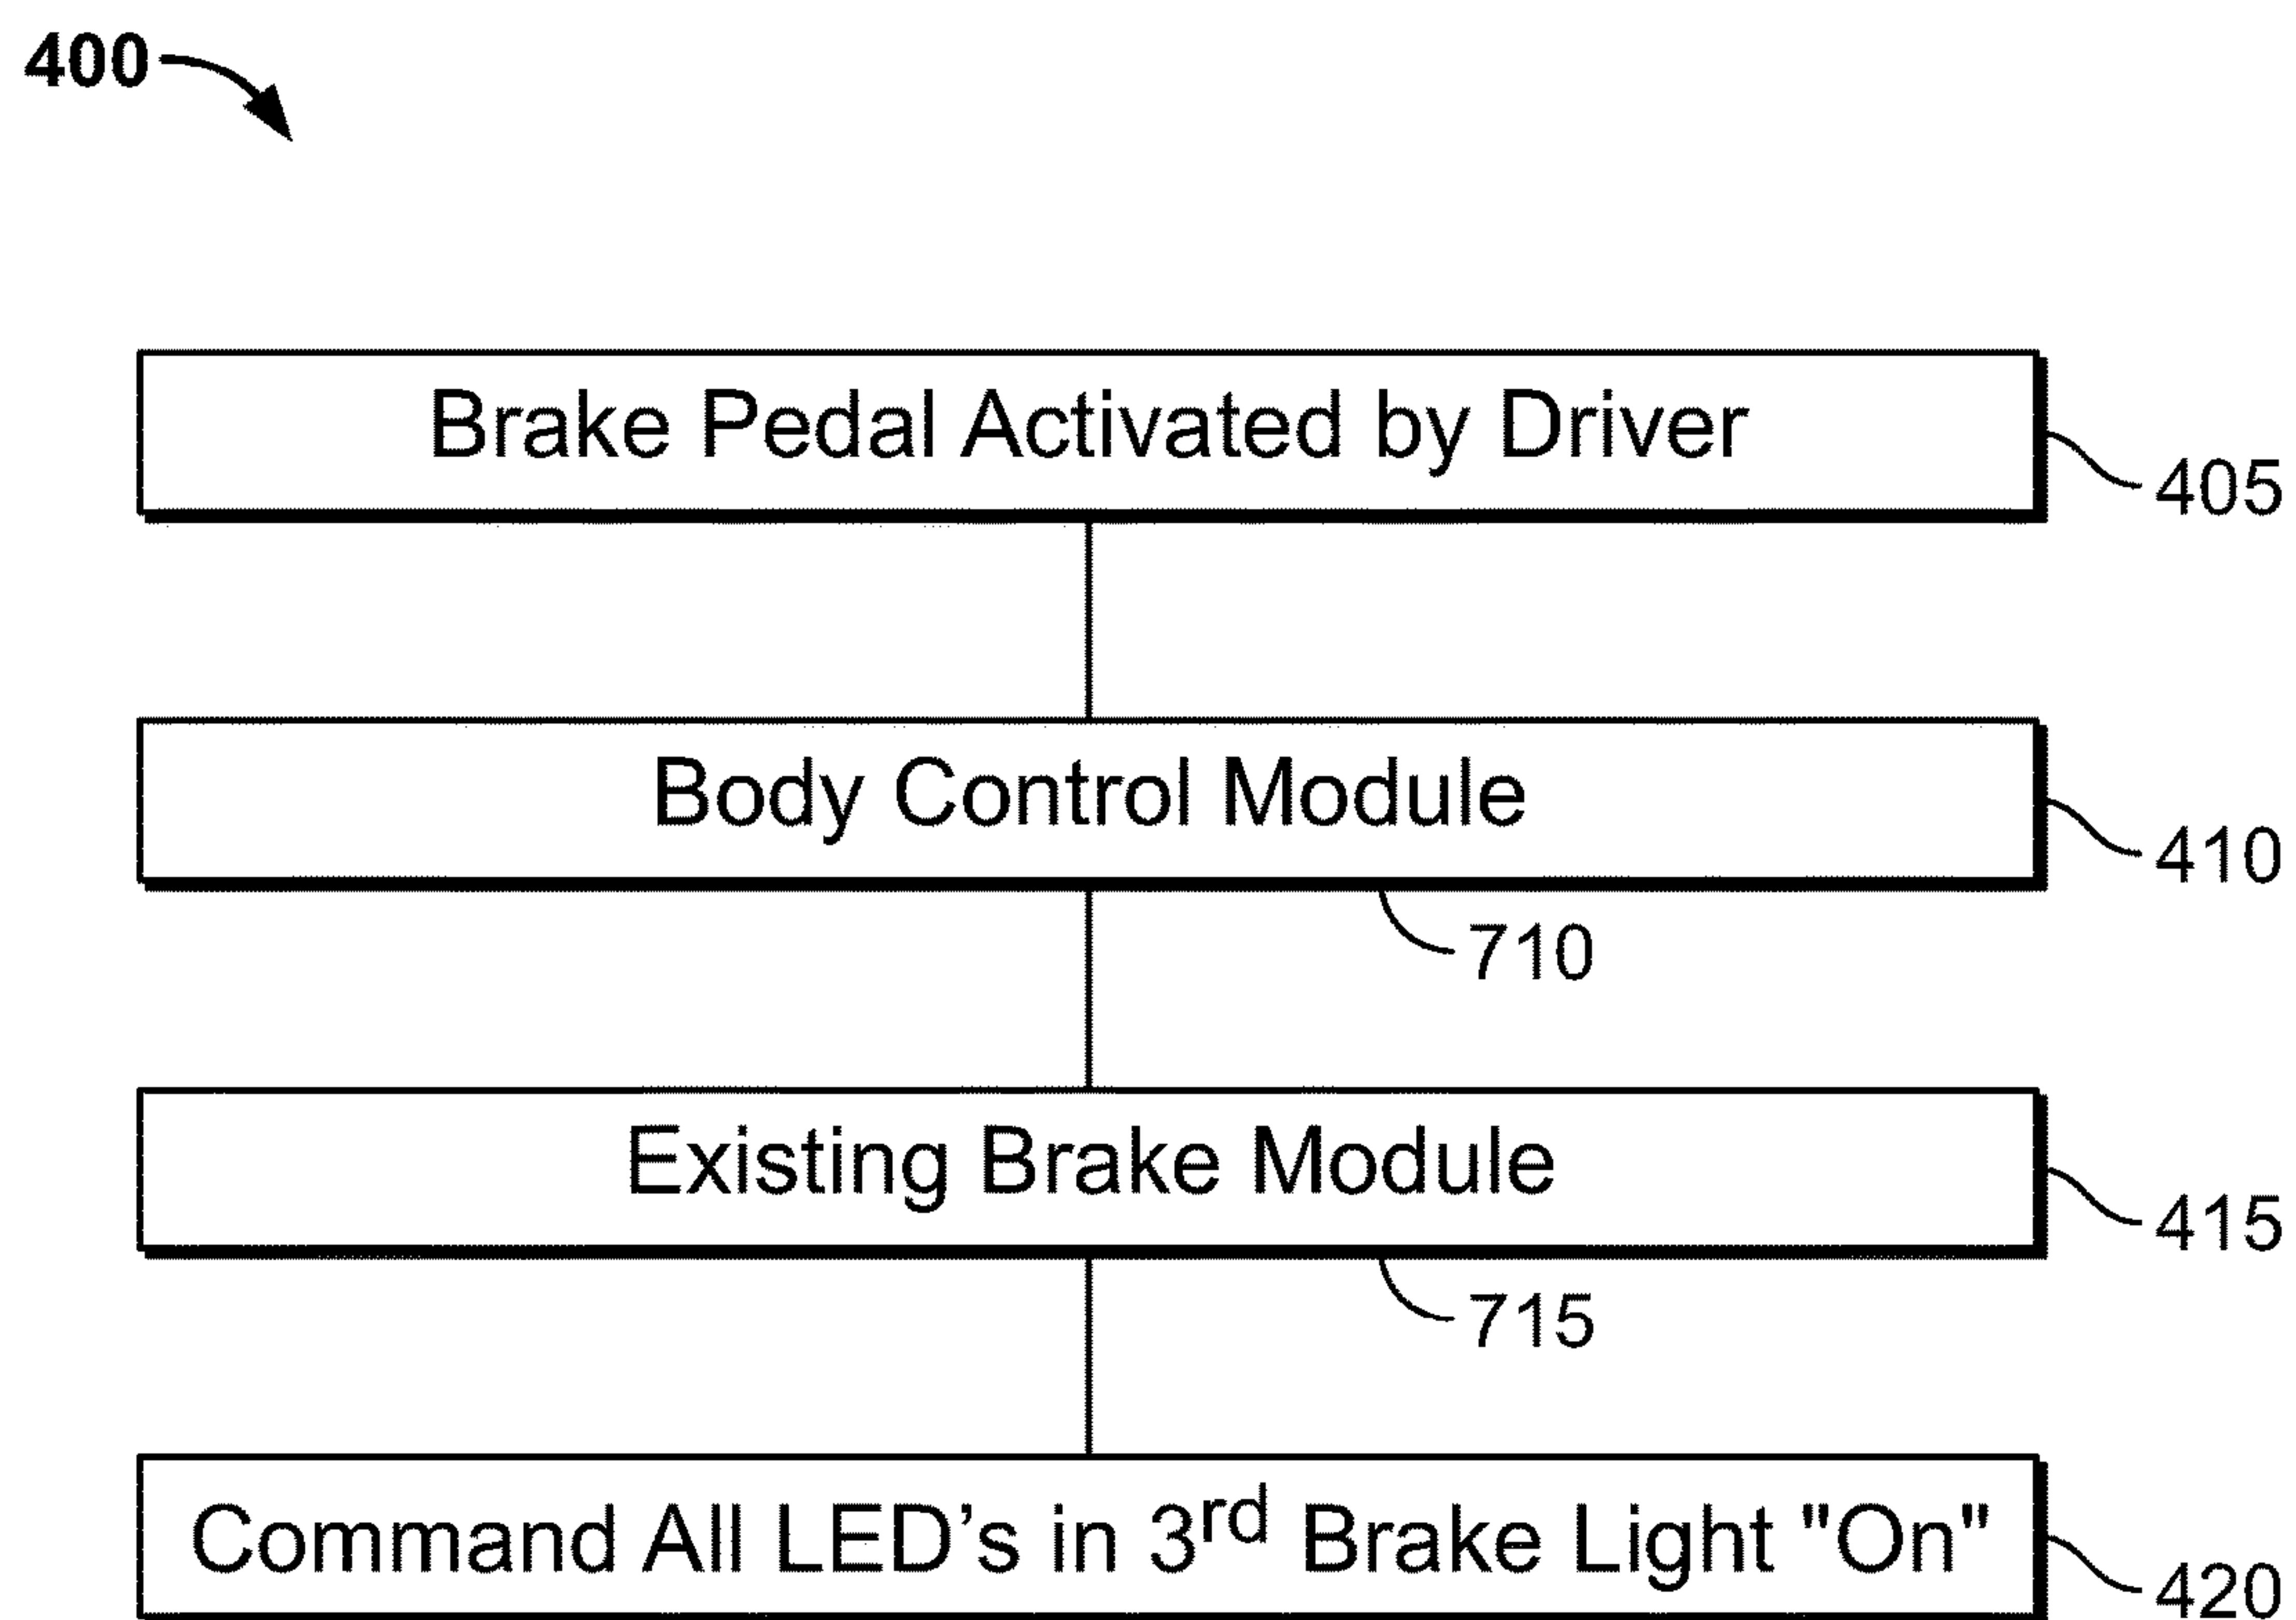 400
Brake Pedal Activated by Driver
405
Body Control Module
410
710
Existing Brake Module
415
715
Command All LED’s in 3rd Brake Light "On"
420